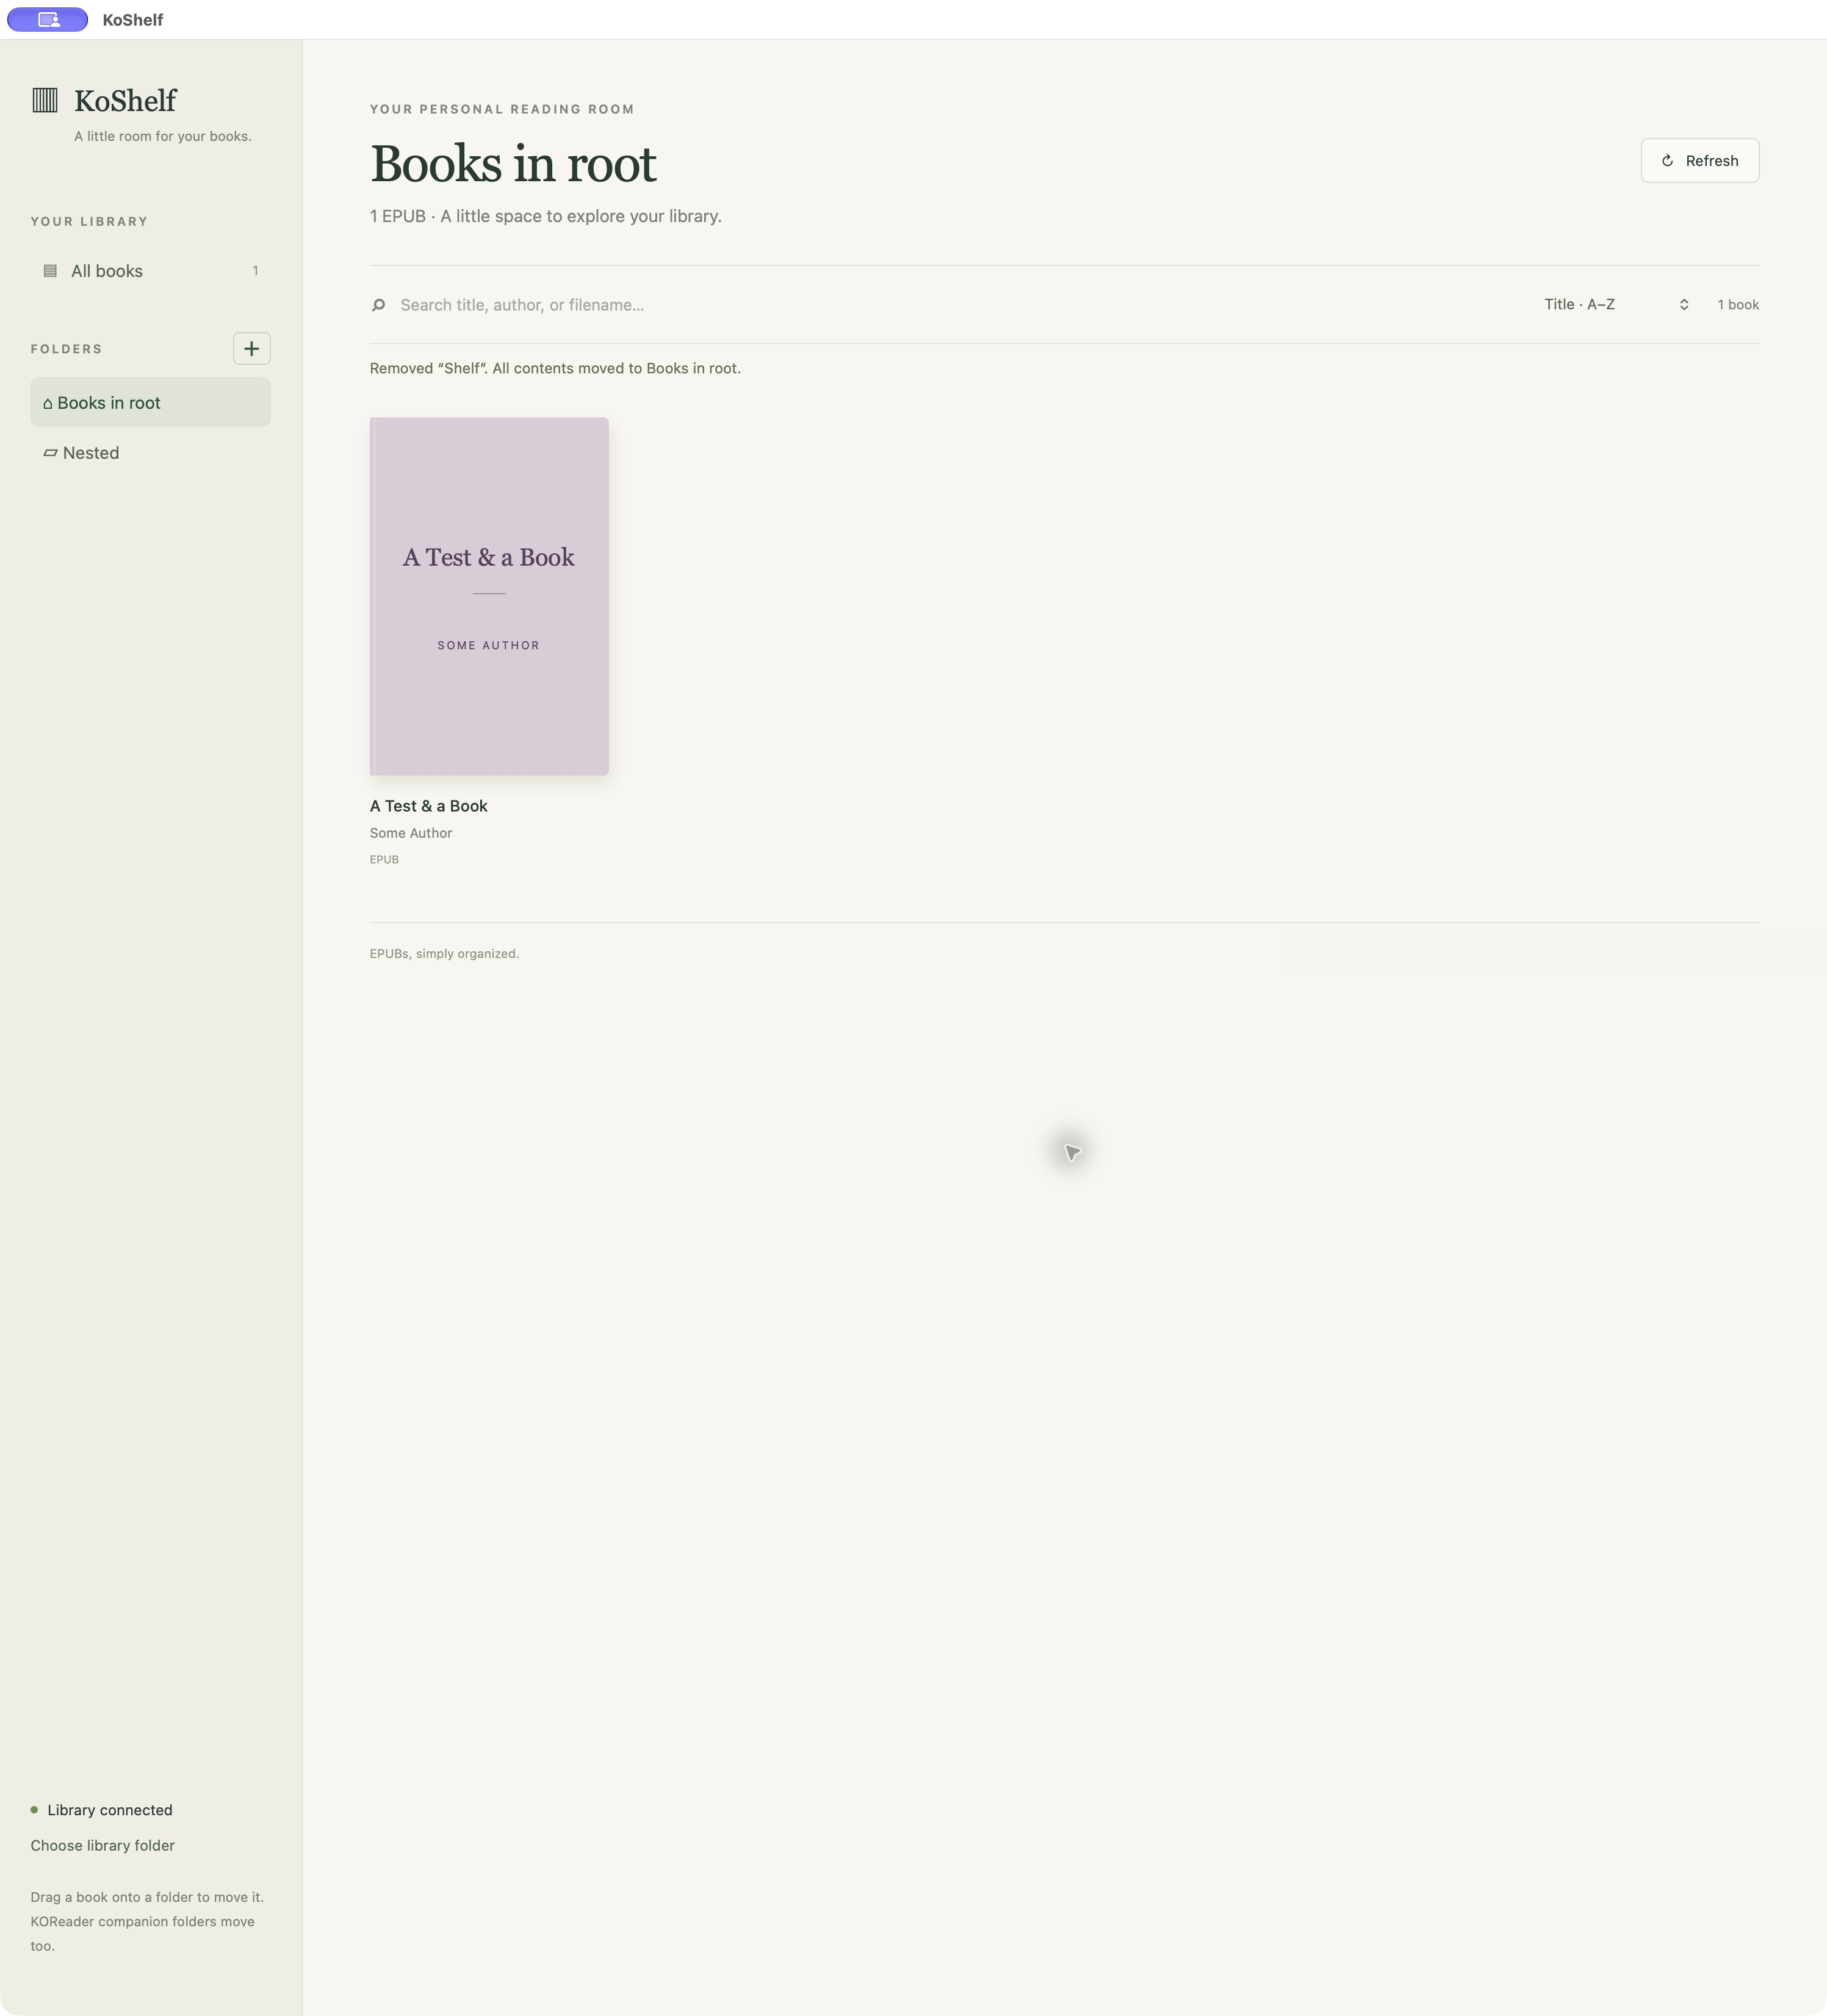 KoShelf
KoShelf
A little room for your books.
YOUR LIBRARY
All books 1
FOLDERS
Books in root
Nested
Library connected
Choose library folder
Drag a book onto a folder to move it.
KOReader companion folders move
too.
YOUR PERSONAL READING ROOM
Books in root
Refresh
1 EPUB · A little space to explore your library.
Search title, author, or filename...
Title · A–Z
1 book
Removed “Shelf”. All contents moved to Books in root.
A Test & a Book
SOME AUTHOR
A Test & a Book
Some Author
EPUB
EPUBs, simply organized.